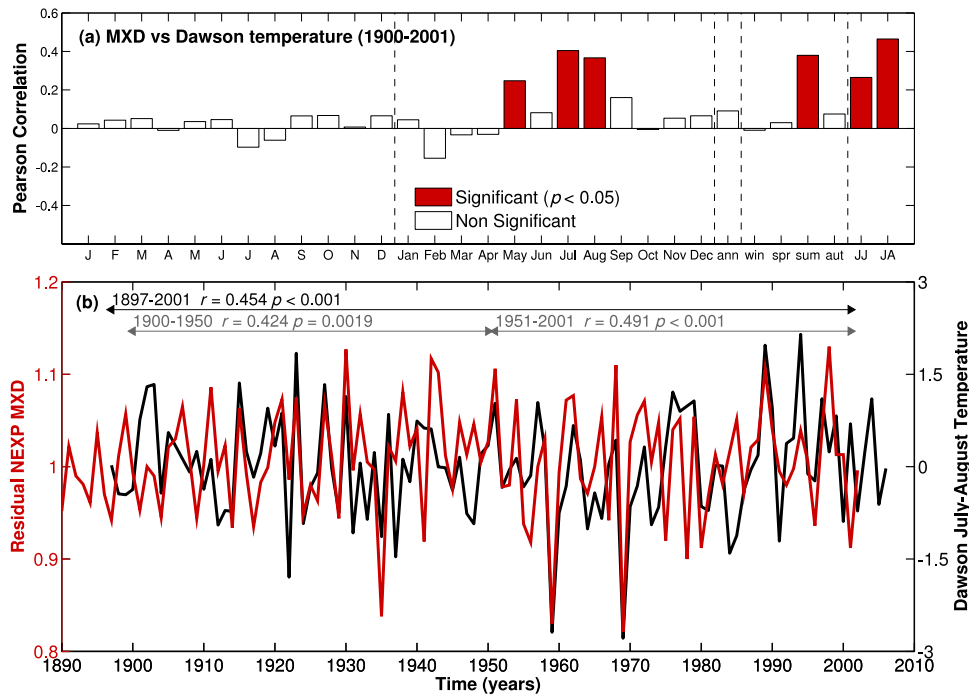 (a) MXD vs Dawson temperature (1900-2001)
Pearson Correlation
0.6
0.4
0.2
0
-0.2
-0.4
Significant (p < 0.05)
Non Significant
J F M A M J J A S O N D Jan Feb Mar Apr May Jun Jul Aug Sep Oct Nov Dec ann win spr sum aut JJ JA
(b)
1897-2001 r = 0.454 p < 0.001
1900-1950 r = 0.424 p = 0.0019
1951-2001 r = 0.491 p < 0.001
Residual NEXP MXD
1.2
1.1
1
0.9
0.8
Dawson July-August Temperature
3
1.5
0
-1.5
-3
1890 1900 1910 1920 1930 1940 1950 1960 1970 1980 1990 2000 2010
Time (years)